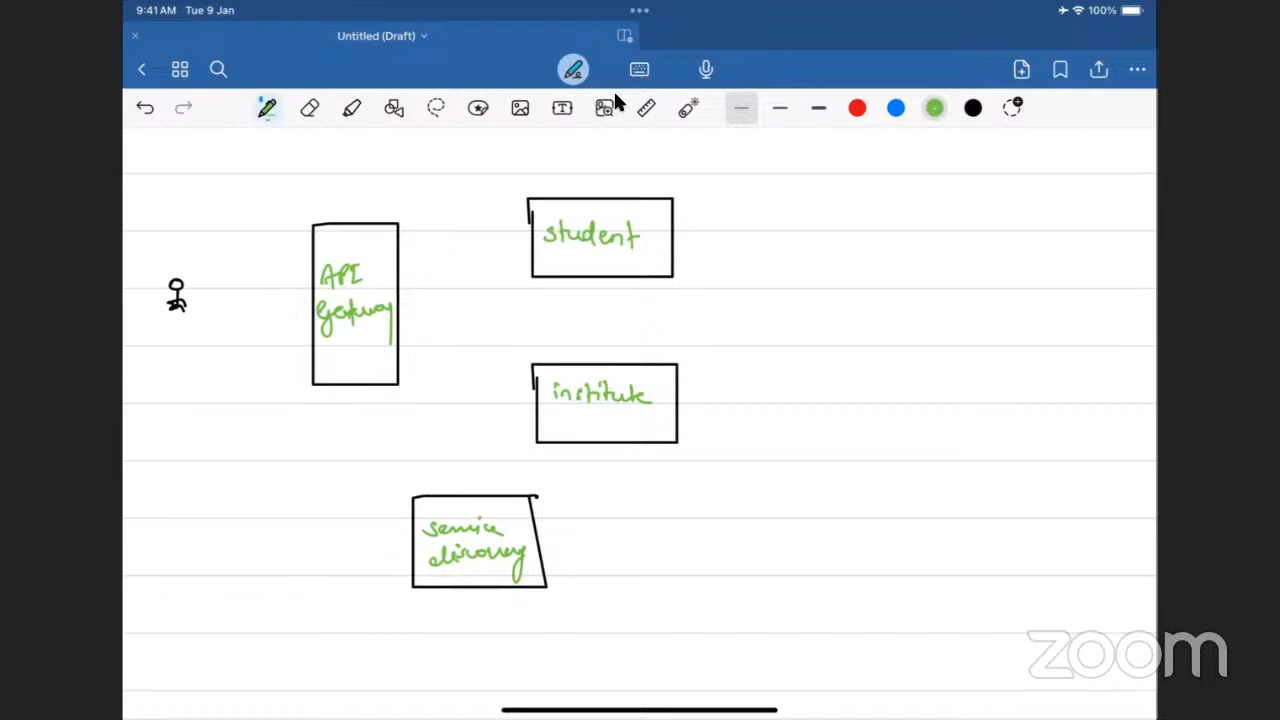 9:41 AM Tue 9 Jan
100%
Untitled (Draft)
student
API
Gateway
institute
service
discovery
zoom